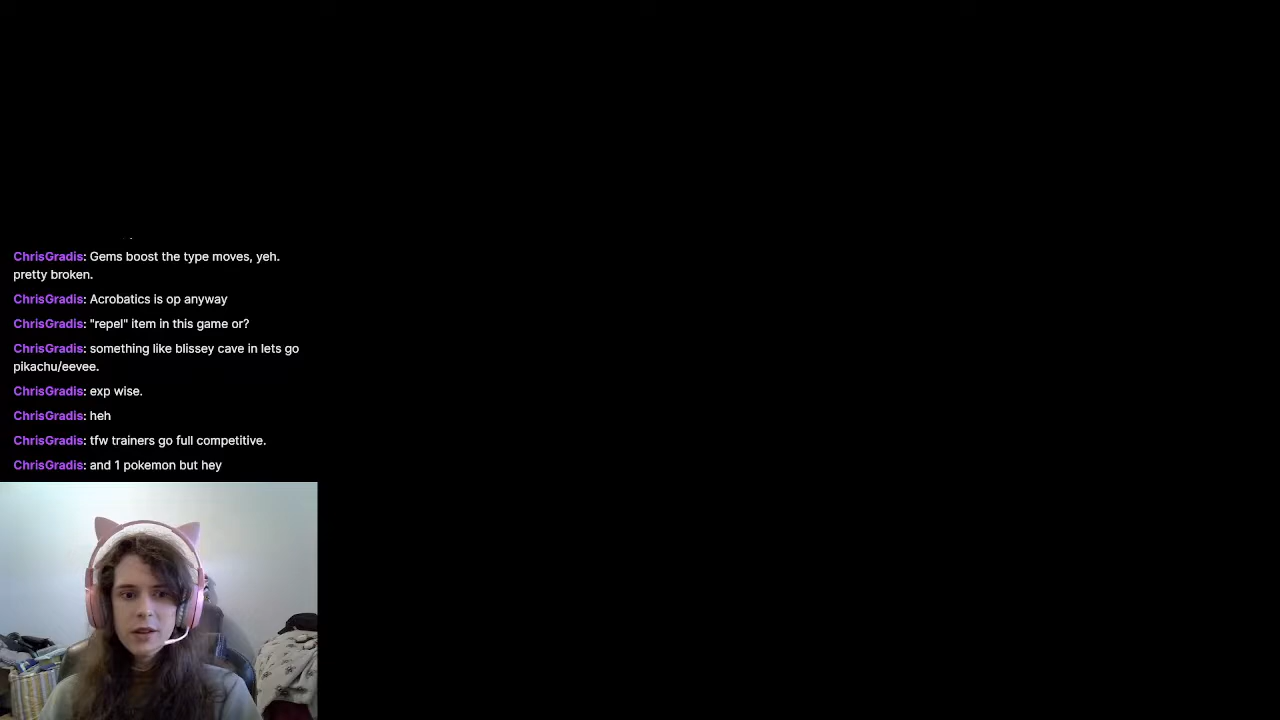 ChrisGradis: Gems boost the type moves, yeh.
pretty broken.
ChrisGradis: Acrobatics is op anyway
ChrisGradis: "repel" item in this game or?
ChrisGradis: something like blissey cave in lets go
pikachu/eevee.
ChrisGradis: exp wise.
ChrisGradis: heh
ChrisGradis: tfw trainers go full competitive.
ChrisGradis: and 1 pokemon but hey